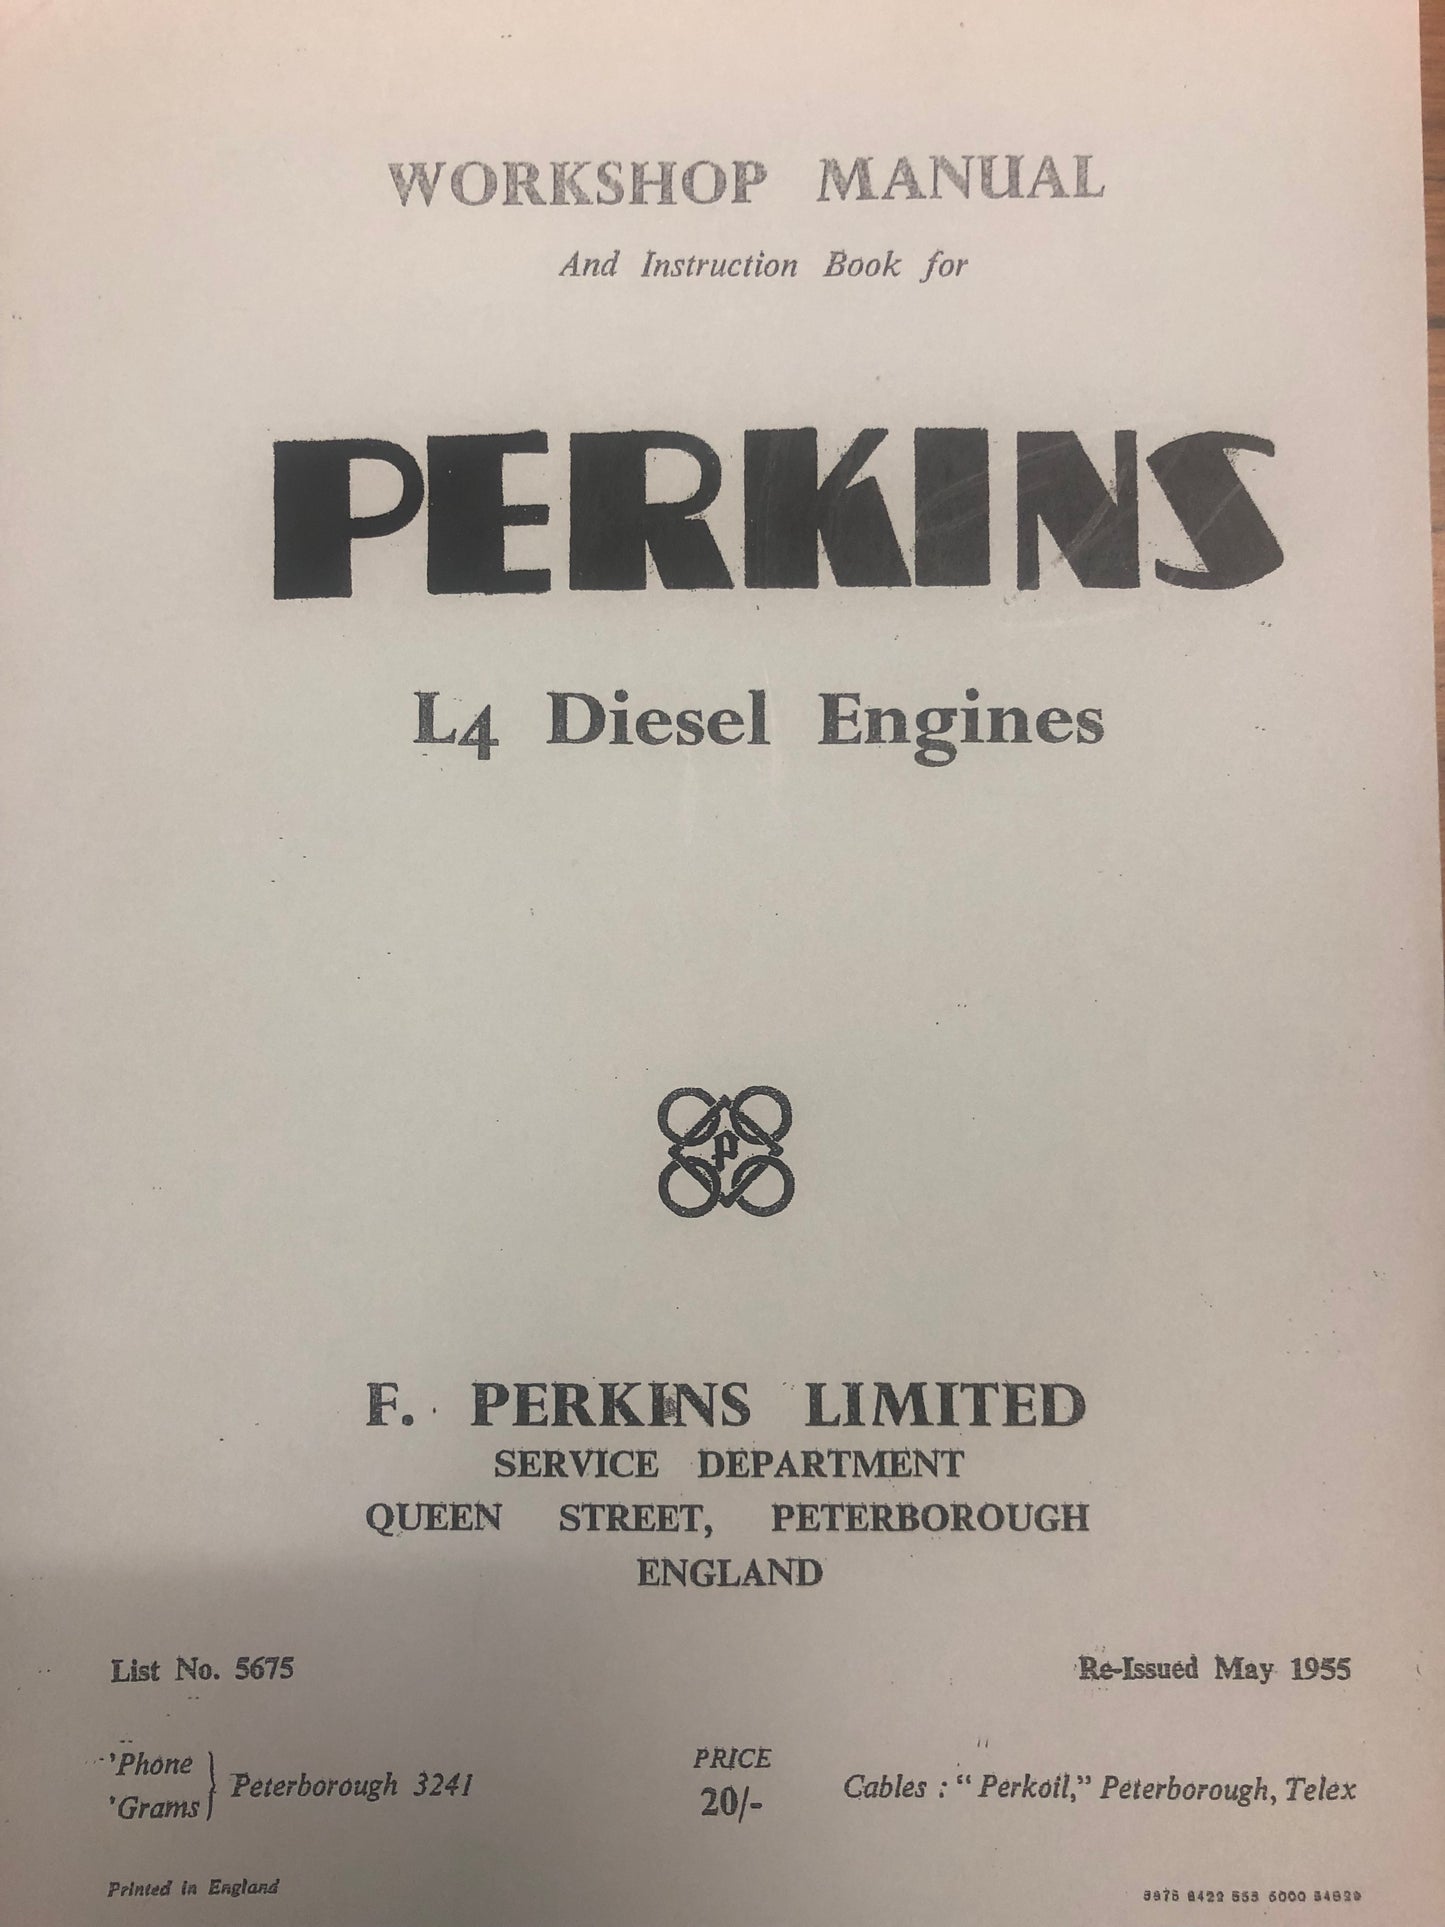 WORKSHOP MANUAL
And Instruction Book for
PERKINS
L4 Diesel Engines
P
F. PERKINS LIMITED
SERVICE DEPARTMENT
QUEEN STREET, PETERBOROUGH
ENGLAND
List No. 5675
Re-Issued May 1955
'Phone
'Grams } Peterborough 3241
PRICE
20/-
Cables : "Perkoil," Peterborough, Telex
Printed in England